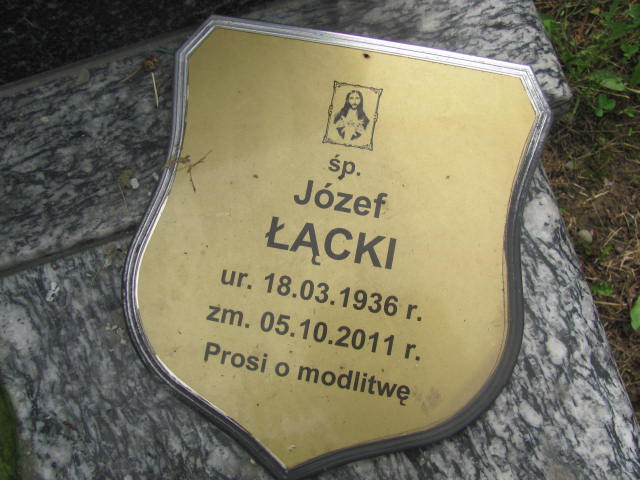 śp.
Józef
ŁĄCKI
ur. 18.03.1936 r.
zm. 05.10.2011 r.
Prosi o modlitwę